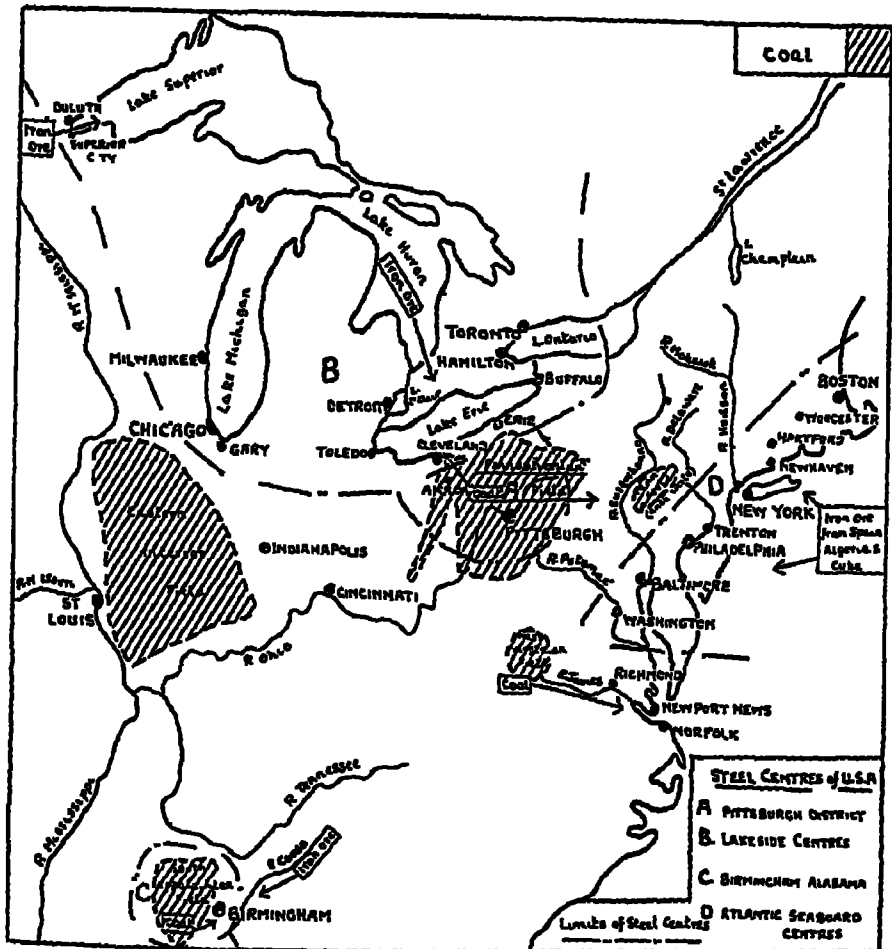 COAL
Lake Superior
DULUTH
Iron
Ore
SUPERIOR
CITY
St Lawrence
Lake Huron
Iron Ore
L.
Champlain
Lake Michigan
TORONTO
L. Ontario
HAMILTON
MILWAUKEE
B
BUFFALO
R. Mohawk
R Hudson
R. Delaware
BOSTON
WORCESTER
HARTFORD
NEWHAVEN
DETROIT
Lake Erie
ERIE
CHICAGO
GARY
TOLEDO
CLEVELAND
D
NEW YORK
Iron Ore
from Spain
Algeria &
Cuba
TRENTON
PHILADELPHIA
INDIANAPOLIS
R. Potomac
BALTIMORE
CINCINNATI
ST
LOUIS
WASHINGTON
R Ohio
RICHMOND
R. James
Coal
NEWPORT NEWS
NORFOLK
R Mississippi
R Tennessee
Iron Ore
C
BIRMINGHAM
STEEL CENTRES of U.S.A
A PITTSBURGH DISTRICT
B. LAKESIDE CENTRES
C. BIRMINGHAM ALABAMA
D ATLANTIC SEABOARD
CENTRES
Limits of Steel Centres